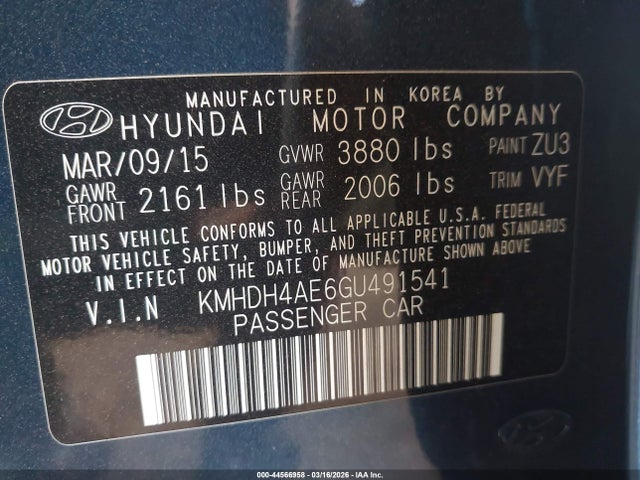 MANUFACTURED IN KOREA BY
HYUNDAI MOTOR COMPANY
MAR/09/15 GVWR 3880 lbs PAINT ZU3
GAWR FRONT 2161 lbs GAWR REAR 2006 lbs TRIM VYF
THIS VEHICLE CONFORMS TO ALL APPLICABLE U.S.A. FEDERAL
MOTOR VEHICLE SAFETY, BUMPER, AND THEFT PREVENTION STANDARDS
IN EFFECT ON THE DATE OF MANUFACTURE SHOWN ABOVE
V.I.N KMHDH4AE6GU491541
PASSENGER CAR
000-44566958 | 03/16/2026 | IAA Inc.